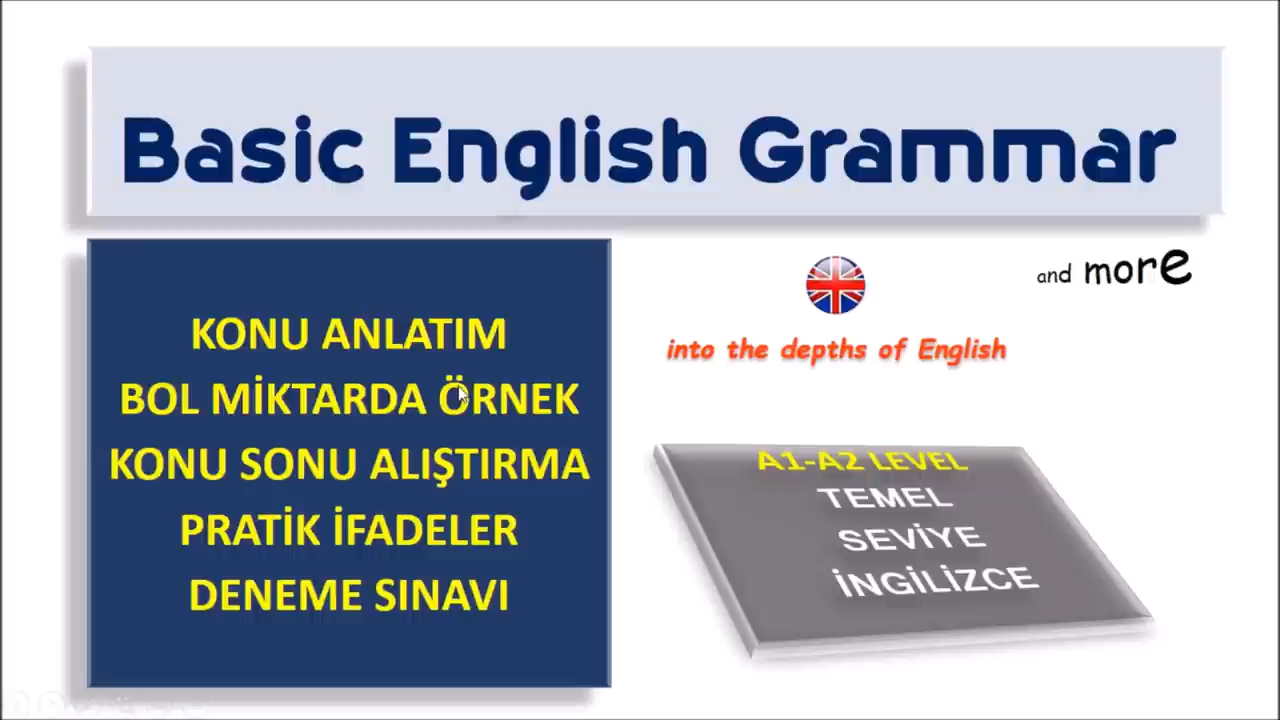 Basic English Grammar
KONU ANLATIM
BOL MİKTARDA ÖRNEK
KONU SONU ALIŞTIRMA
PRATİK İFADELER
DENEME SINAVI
and more
into the depths of English
A1-A2 LEVEL
TEMEL
SEVİYE
İNGİLİZCE